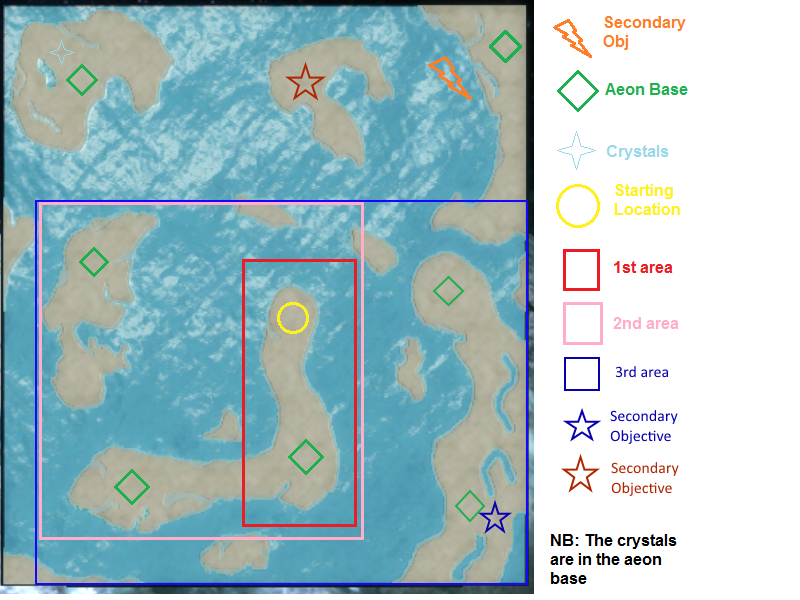 Secondary
Obj
Aeon Base
Crystals
Starting
Location
1st area
2nd area
3rd area
Secondary
Objective
Secondary
Objective
NB: The crystals
are in the aeon
base